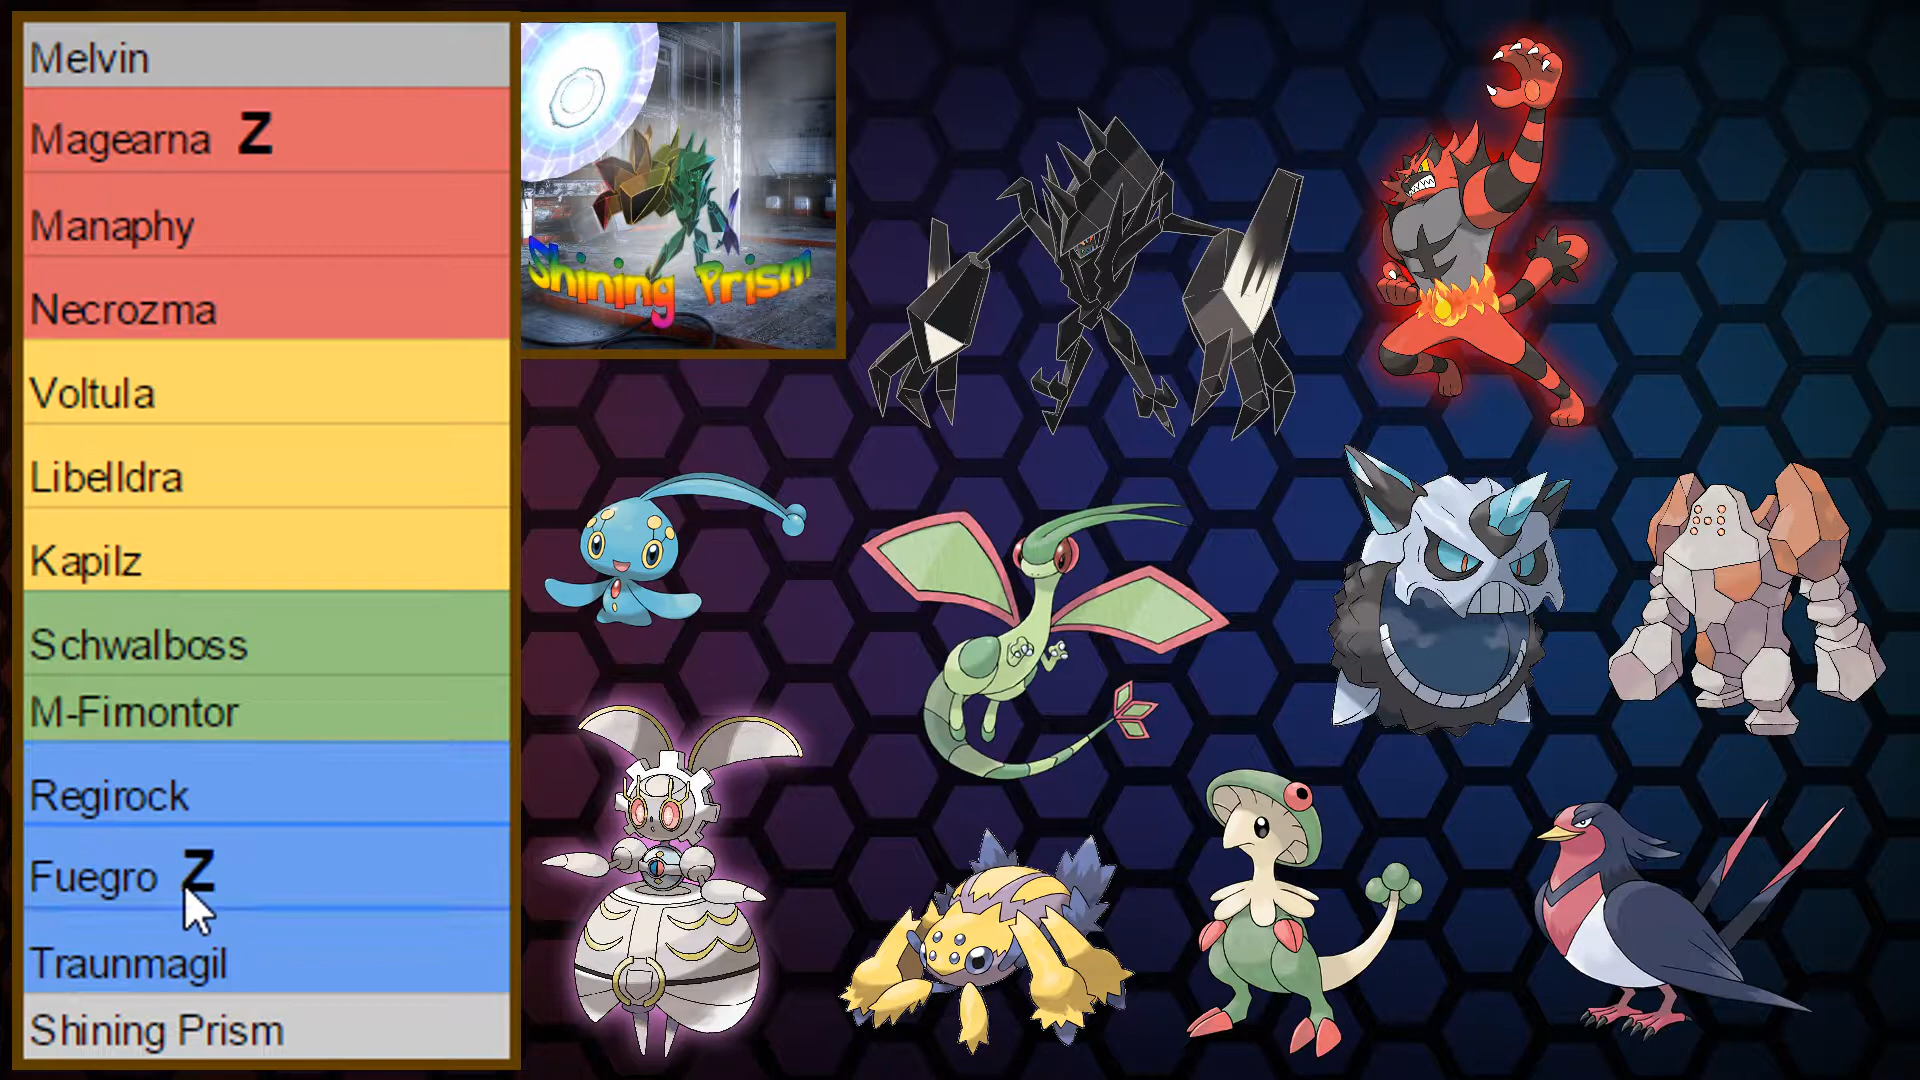 Melvin
Magearna Z
Manaphy
Necrozma
Voltula
Libelldra
Kapilz
Schwalboss
M-Firnontor
Regirock
Fuegro Z
Traunmagil
Shining Prism
Shining Prism